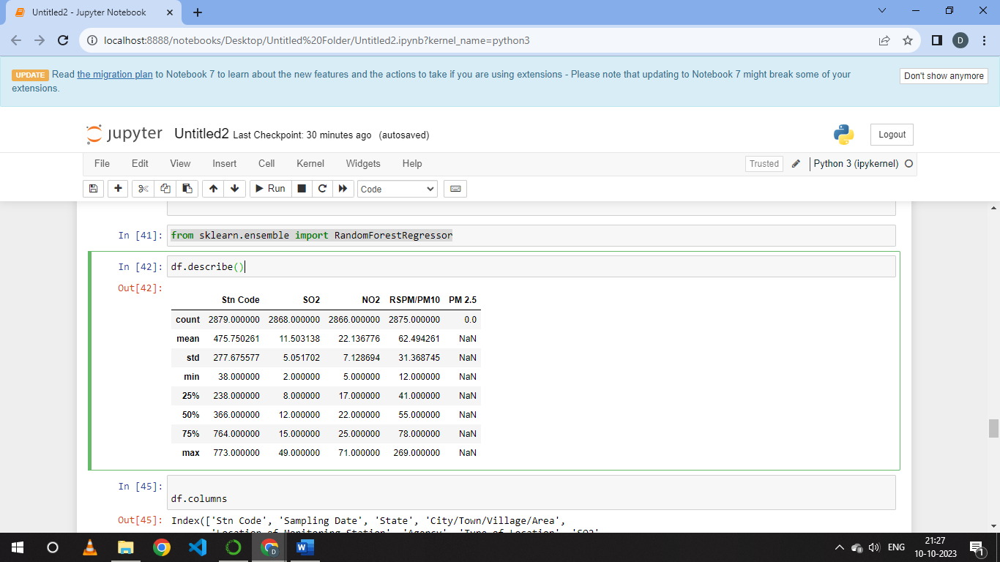 Untitled2 - Jupyter Notebook
localhost:8888/notebooks/Desktop/Untitled%20Folder/Untitled2.ipynb?kernel_name=python3
D
UPDATE Read the migration plan to Notebook 7 to learn about the new features and the actions to take if you are using extensions - Please note that updating to Notebook 7 might break some of your
extensions.
Don't show anymore
jupyter Untitled2 Last Checkpoint: 30 minutes ago (autosaved)
Logout
File Edit View Insert Cell Kernel Widgets Help
Trusted Python 3 (ipykernel)
Run Code
In [41]: from sklearn.ensemble import RandomForestRegressor
In [42]: df.describe()
Out[42]:
Stn Code SO2 NO2 RSPM/PM10 PM 2.5
count 2879.000000 2868.000000 2866.000000 2875.000000 0.0
mean 475.750261 11.503138 22.136776 62.494261 NaN
std 277.675577 5.051702 7.128694 31.368745 NaN
min 38.000000 2.000000 5.000000 12.000000 NaN
25% 238.000000 8.000000 17.000000 41.000000 NaN
50% 366.000000 12.000000 22.000000 55.000000 NaN
75% 764.000000 15.000000 25.000000 78.000000 NaN
max 773.000000 49.000000 71.000000 269.000000 NaN
In [45]:
df.columns
Out[45]: Index(['Stn Code', 'Sampling Date', 'State', 'City/Town/Village/Area',
'Location of Monitoring Station', 'Agency', 'Type of Location', 'SO2',
D
W
ENG
21:27
10-10-2023
1